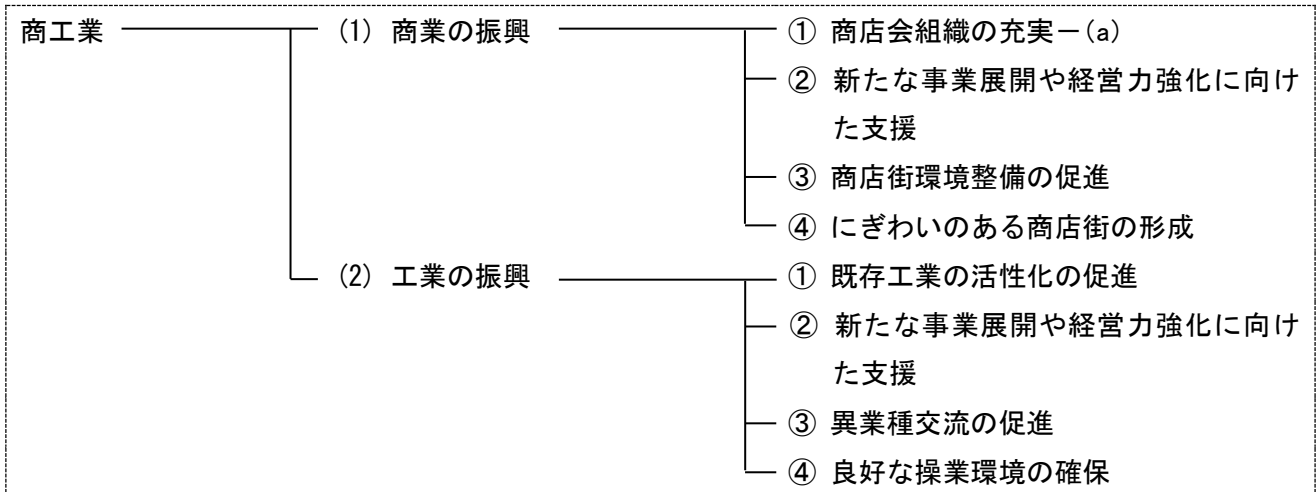 商工業 (1) 商業の振興 ① 商店会組織の充実－(a)
② 新たな事業展開や経営力強化に向け
た支援
③ 商店街環境整備の促進
④ にぎわいのある商店街の形成
(2) 工業の振興 ① 既存工業の活性化の促進
② 新たな事業展開や経営力強化に向け
た支援
③ 異業種交流の促進
④ 良好な操業環境の確保